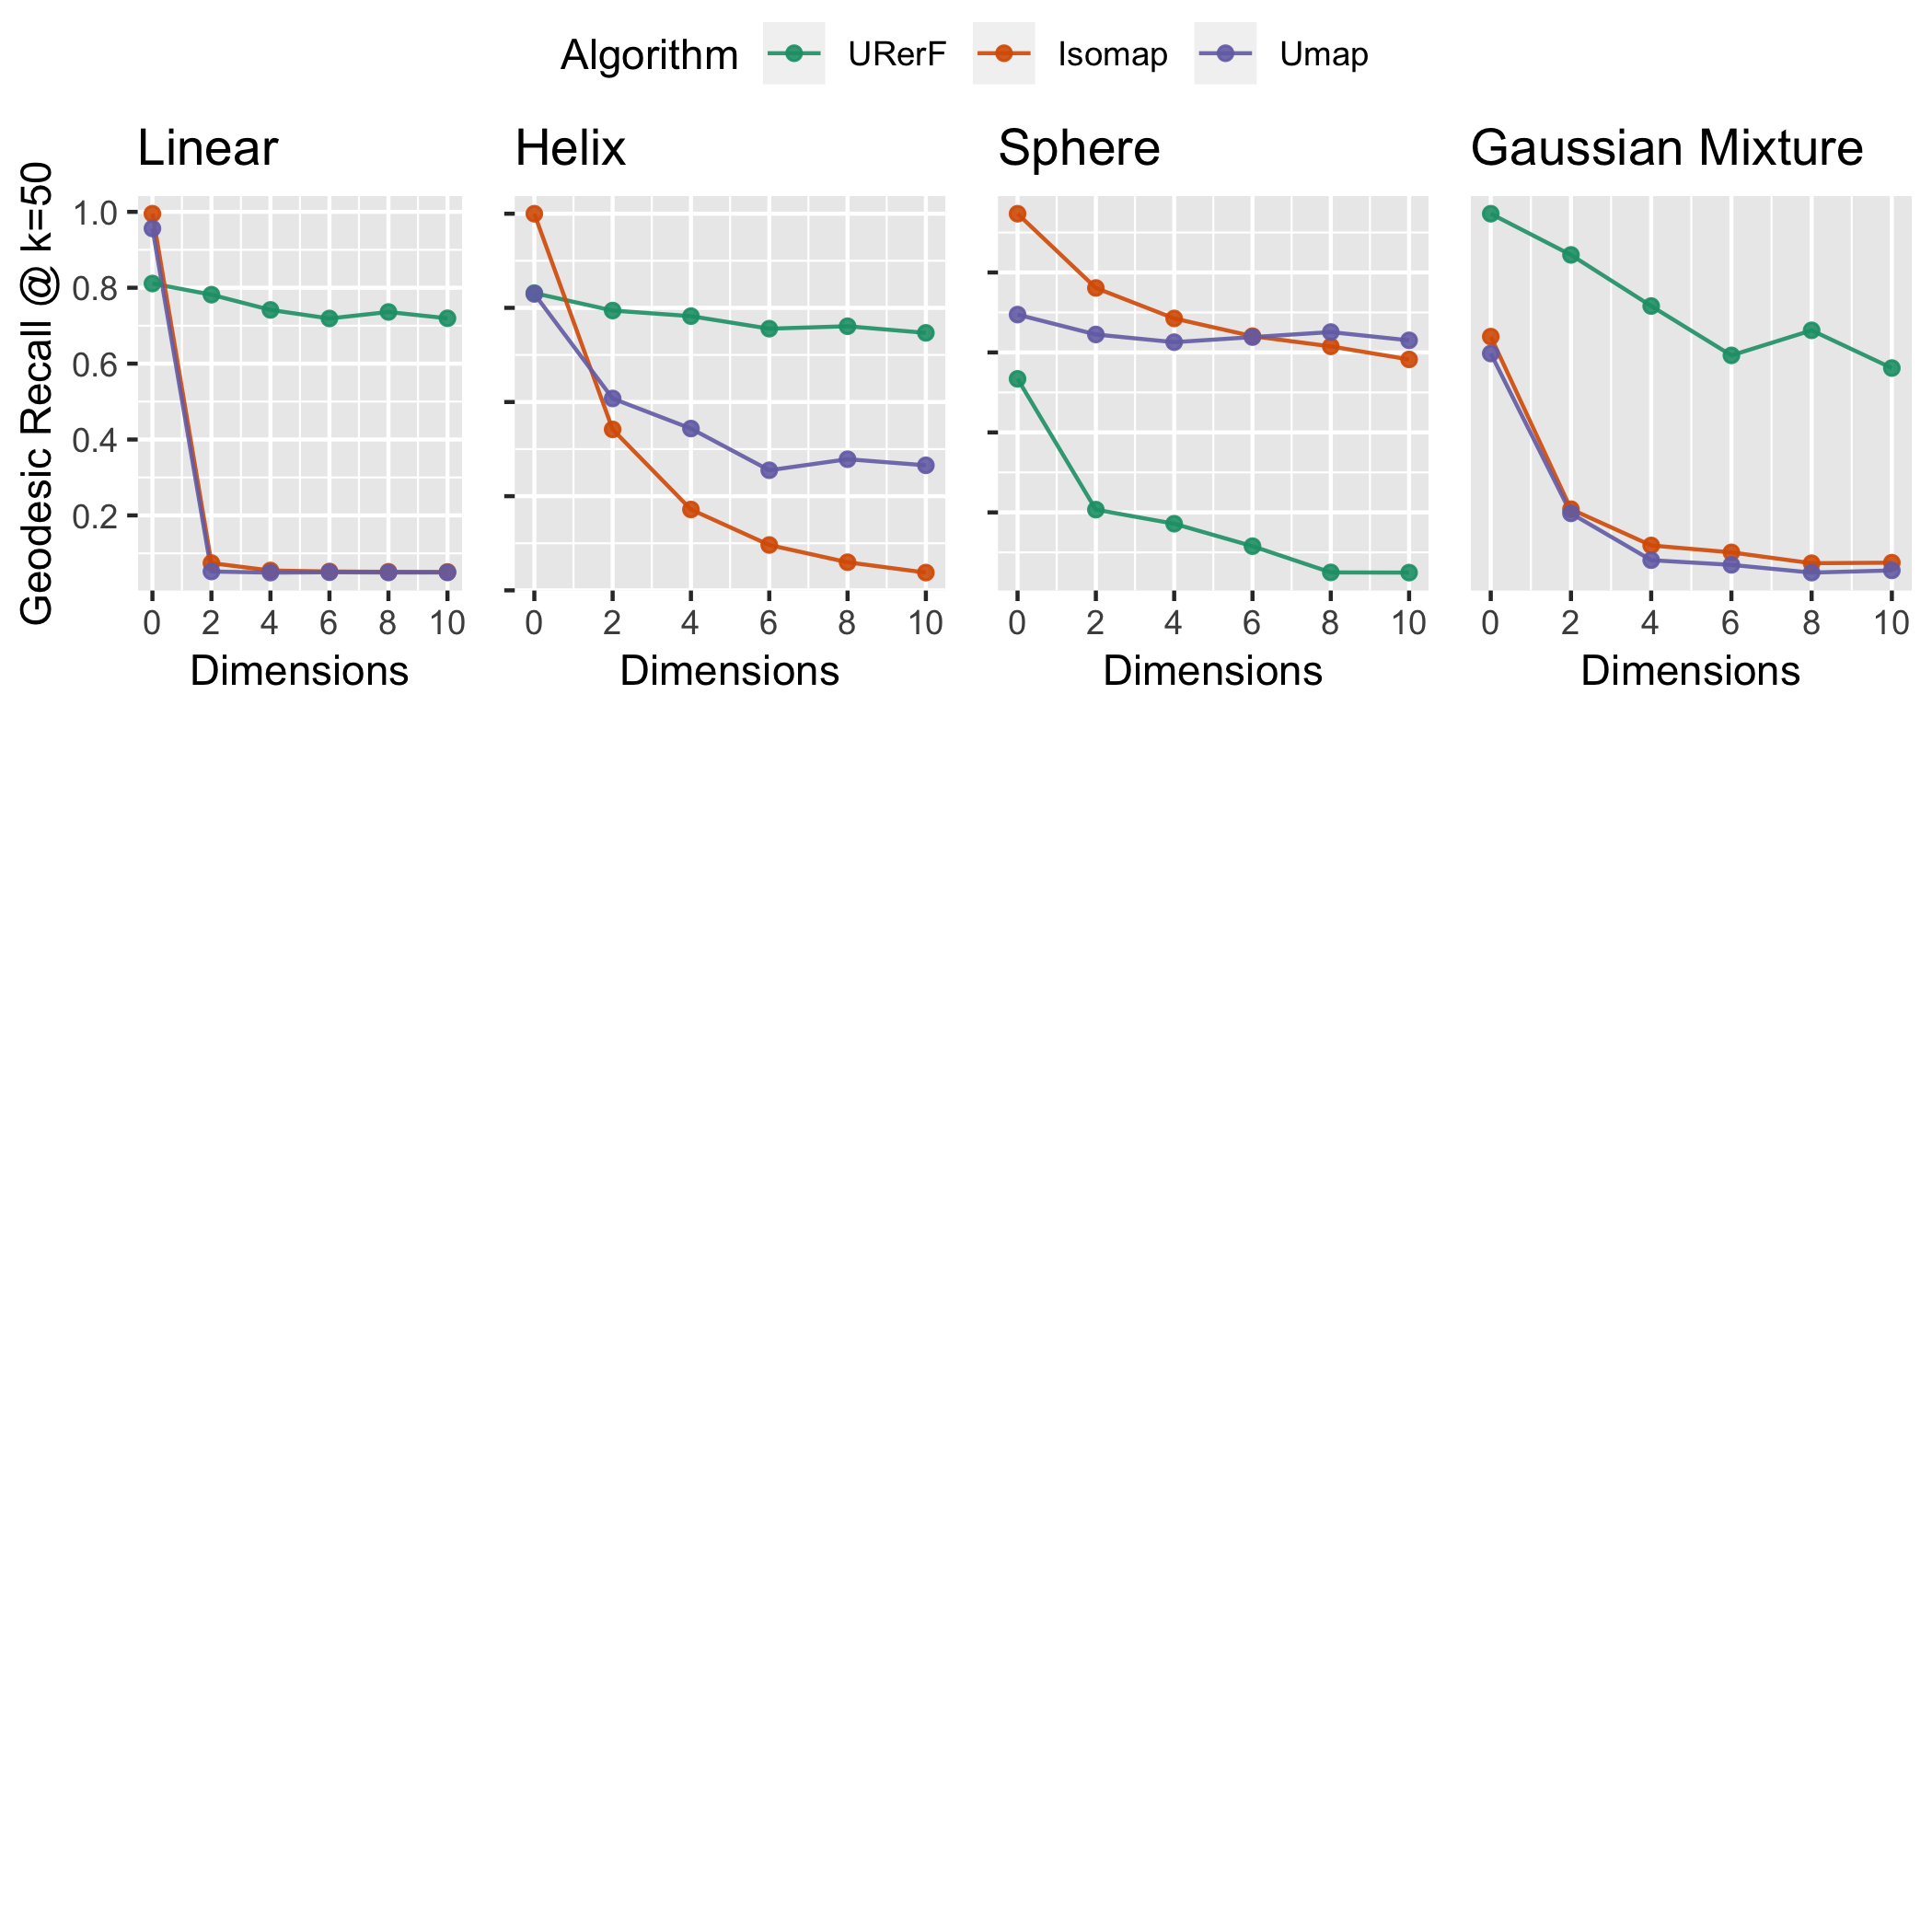 Algorithm URerF Isomap Umap
Linear Helix Sphere Gaussian Mixture
Geodesic Recall @ k=50
1.0
0.8
0.6
0.4
0.2
0 2 4 6 8 10 0 2 4 6 8 10 0 2 4 6 8 10 0 2 4 6 8 10
Dimensions Dimensions Dimensions Dimensions